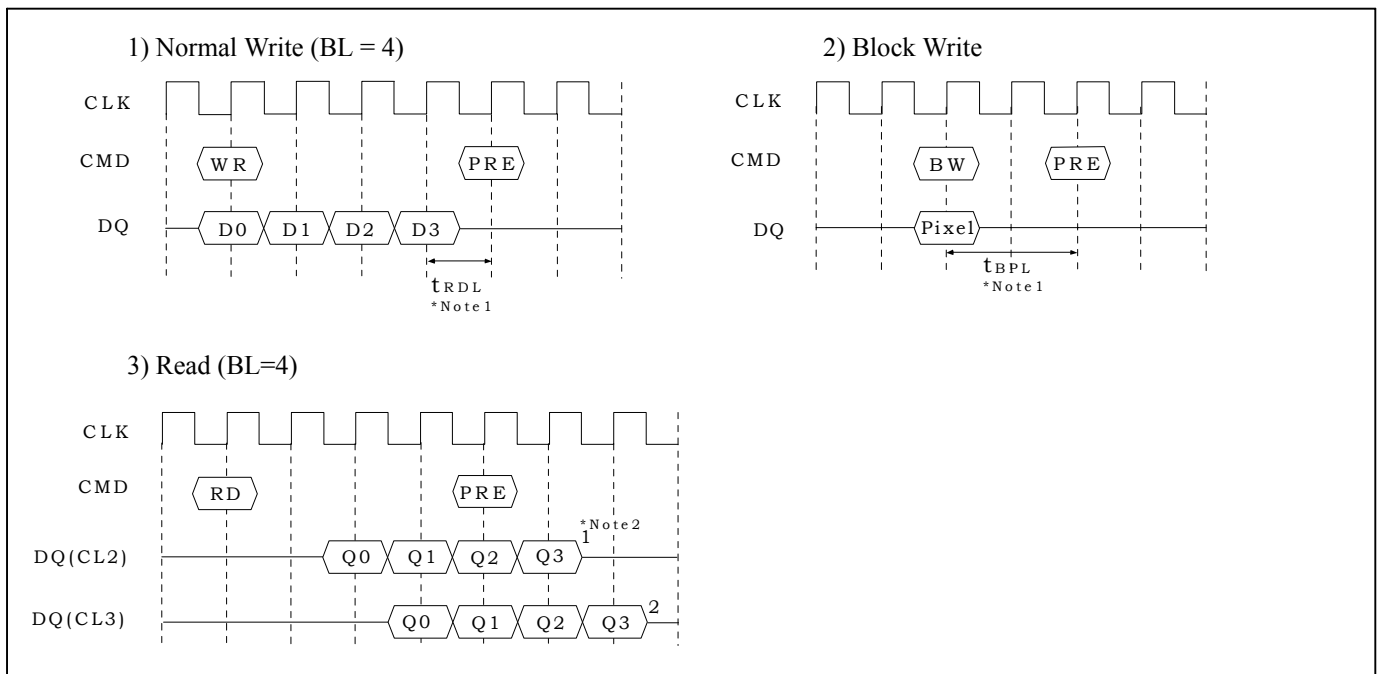 1) Normal Write (BL = 4)
CLK
CMD
WR
PRE
DQ
D0 D1 D2 D3
tRDL
*Note1
2) Block Write
CLK
CMD
BW
PRE
DQ
Pixel
tBPL
*Note1
3) Read (BL=4)
CLK
CMD
RD
PRE
*Note2
DQ(CL2)
Q0 Q1 Q2 Q3 1
DQ(CL3)
Q0 Q1 Q2 Q3 2